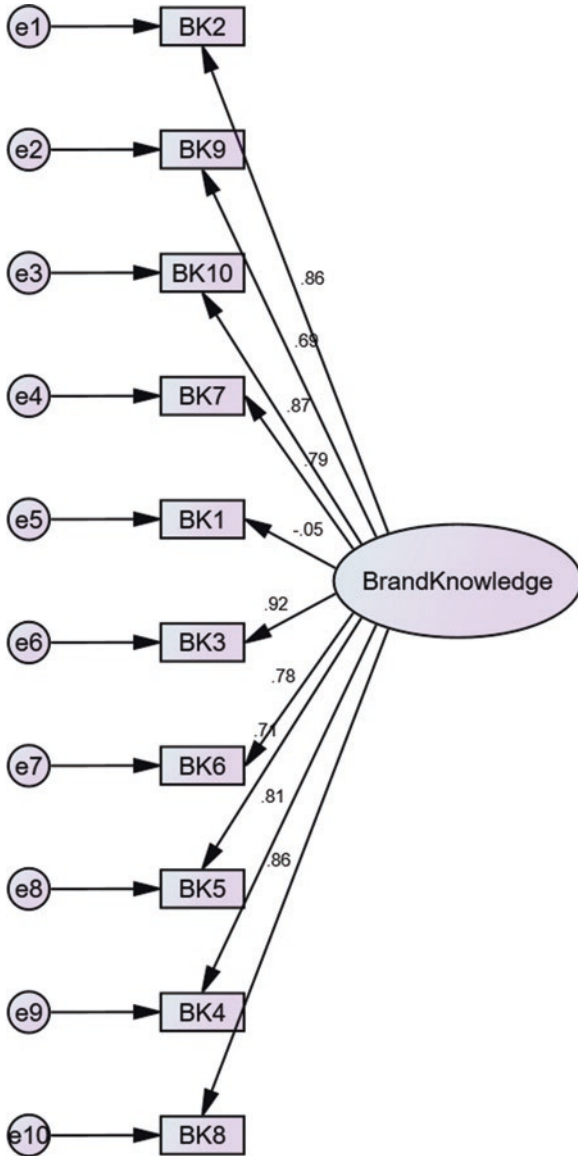 e1 BK2
e2 BK9
e3 BK10
.86
.69
e4 BK7
.87
.79
e5 BK1
-.05
BrandKnowledge
.92
e6 BK3
.78
.71
e7 BK6
.81
.86
e8 BK5
e9 BK4
e10 BK8